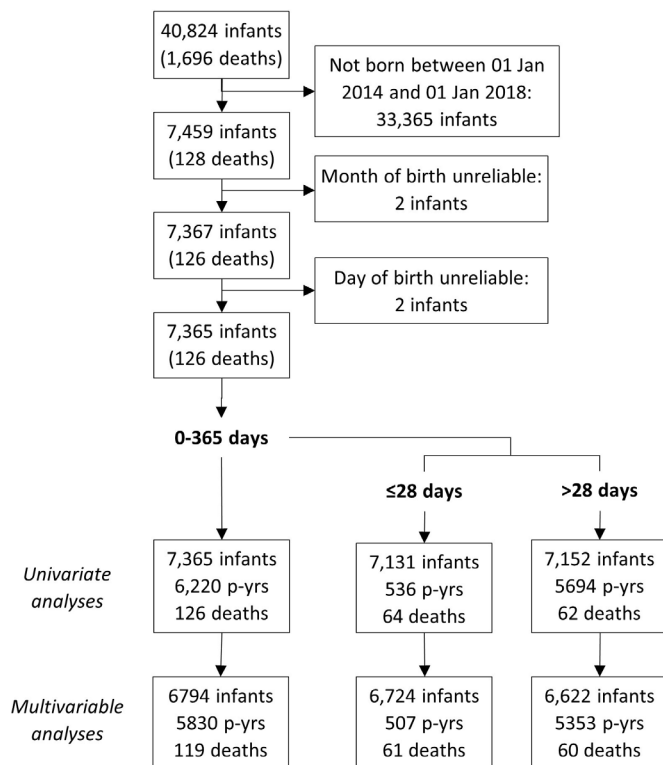 40,824 infants
(1,696 deaths)
Not born between 01 Jan
2014 and 01 Jan 2018:
33,365 infants
7,459 infants
(128 deaths)
Month of birth unreliable:
2 infants
7,367 infants
(126 deaths)
Day of birth unreliable:
2 infants
7,365 infants
(126 deaths)
0-365 days
≤28 days
>28 days
Univariate
analyses
7,365 infants
6,220 p-yrs
126 deaths
7,131 infants
536 p-yrs
64 deaths
7,152 infants
5694 p-yrs
62 deaths
Multivariable
analyses
6794 infants
5830 p-yrs
119 deaths
6,724 infants
507 p-yrs
61 deaths
6,622 infants
5353 p-yrs
60 deaths